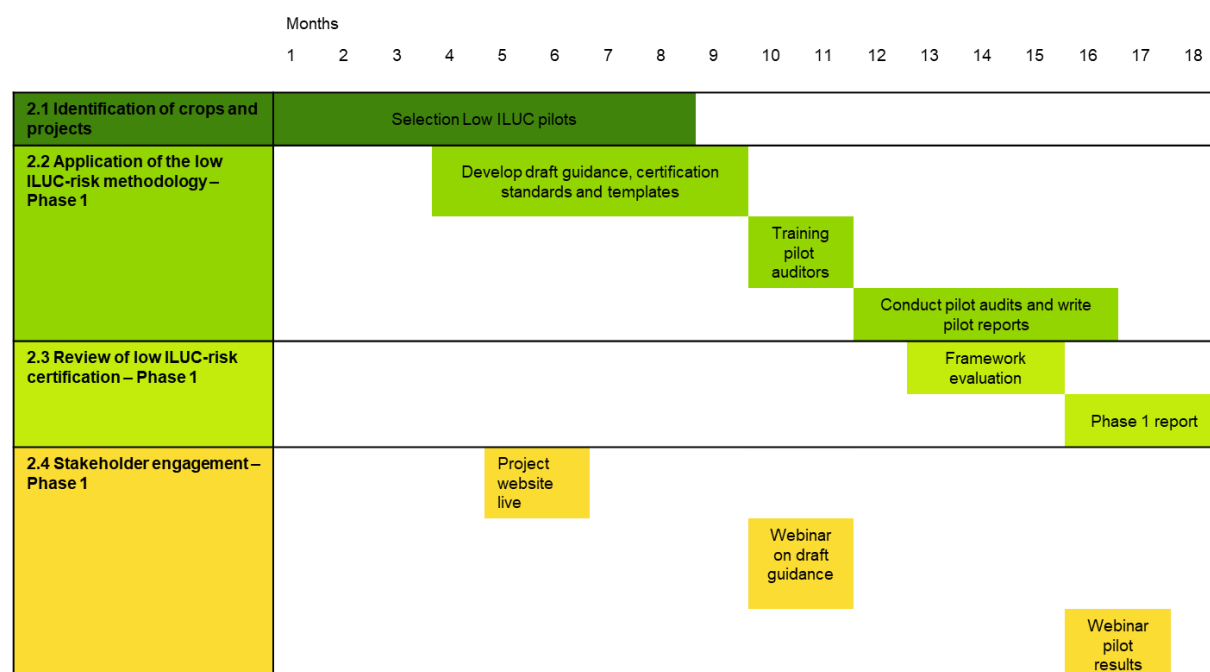 Months
1 2 3 4 5 6 7 8 9 10 11 12 13 14 15 16 17 18
2.1 Identification of crops and
projects
Selection Low ILUC pilots
2.2 Application of the low
ILUC-risk methodology –
Phase 1
Develop draft guidance, certification
standards and templates
Training
pilot
auditors
Conduct pilot audits and write
pilot reports
2.3 Review of low ILUC-risk
certification – Phase 1
Framework
evaluation
Phase 1 report
2.4 Stakeholder engagement –
Phase 1
Project
website
live
Webinar
on draft
guidance
Webinar
pilot
results